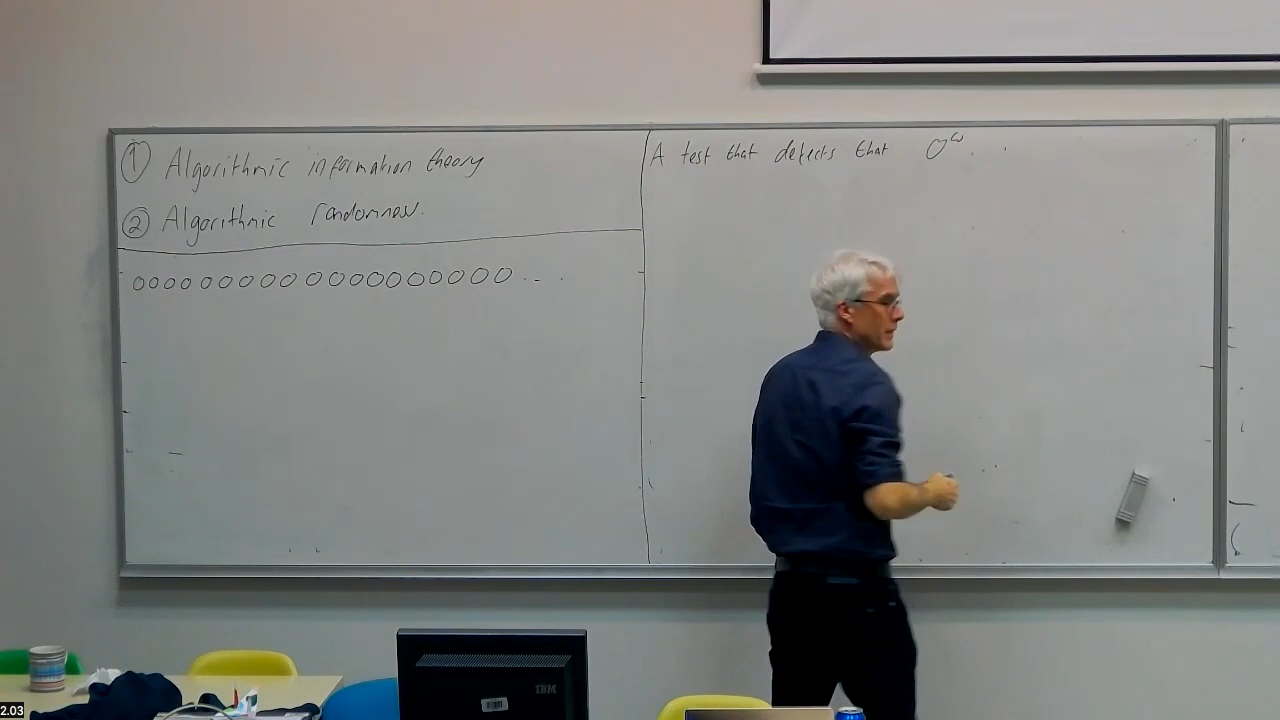 ① Algorithmic information theory
② Algorithmic randomness.
0000000000000000000 ...
A test that detects that 0^ω.
IBM
2.03